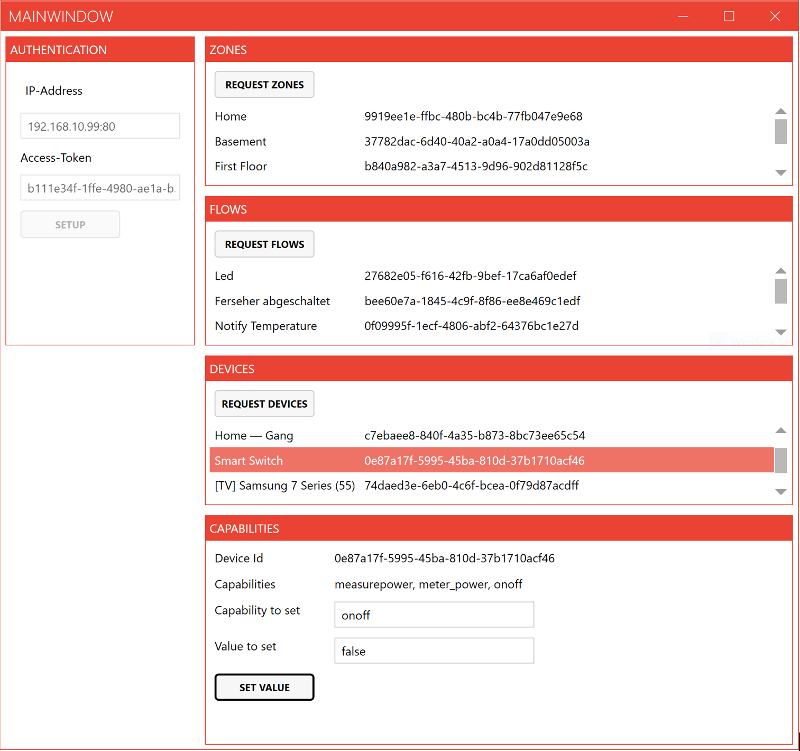 MAINWINDOW
AUTHENTICATION
IP-Address
192.168.10.99:80
Access-Token
b111e34f-1ffe-4980-ae1a-b.
SETUP
ZONES
REQUEST ZONES
Home 9919ee1e-ffbc-480b-bc4b-77fb047e9e68
Basement 37782dac-6d40-40a2-a0a4-17a0dd05003a
First Floor b840a982-a3a7-4513-9d96-902d81128f5c
FLOWS
REQUEST FLOWS
Led 27682e05-f616-42fb-9bef-17ca6af0edef
Ferseher abgeschaltet bee60e7a-1845-4c9f-8f86-ee8e469c1edf
Notify Temperature 0f09995f-1ecf-4806-abf2-64376bc1e27d
DEVICES
REQUEST DEVICES
Home — Gang c7ebaee8-840f-4a35-b873-8bc73ee65c54
Smart Switch 0e87a17f-5995-45ba-810d-37b1710acf46
[TV] Samsung 7 Series (55) 74daed3e-6eb0-4c6f-bcea-0f79d87acdff
CAPABILITIES
Device Id 0e87a17f-5995-45ba-810d-37b1710acf46
Capabilities measurepower, meter_power, onoff
Capability to set onoff
Value to set false
SET VALUE